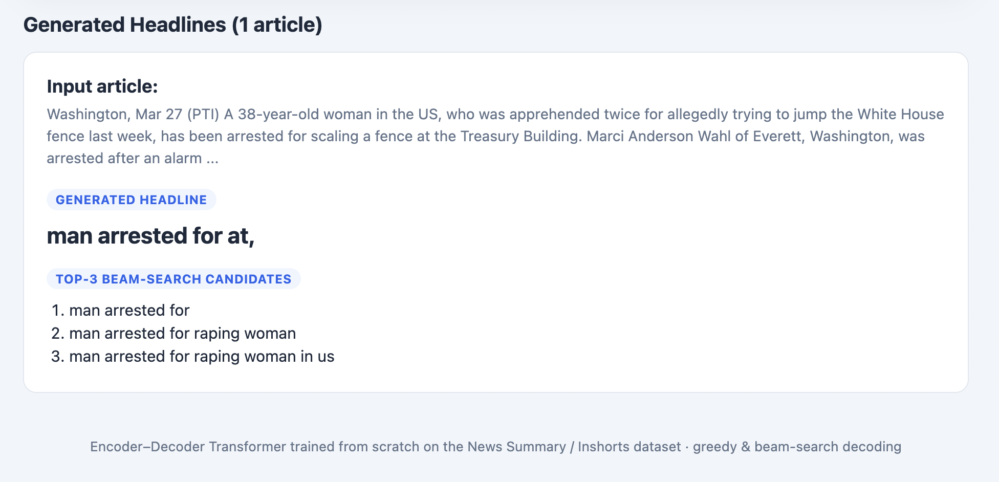 Generated Headlines (1 article)
Input article:
Washington, Mar 27 (PTI) A 38-year-old woman in the US, who was apprehended twice for allegedly trying to jump the White House
fence last week, has been arrested for scaling a fence at the Treasury Building. Marci Anderson Wahl of Everett, Washington, was
arrested after an alarm ...
GENERATED HEADLINE
man arrested for at,
TOP-3 BEAM-SEARCH CANDIDATES
1. man arrested for
2. man arrested for raping woman
3. man arrested for raping woman in us
Encoder–Decoder Transformer trained from scratch on the News Summary / Inshorts dataset · greedy & beam-search decoding